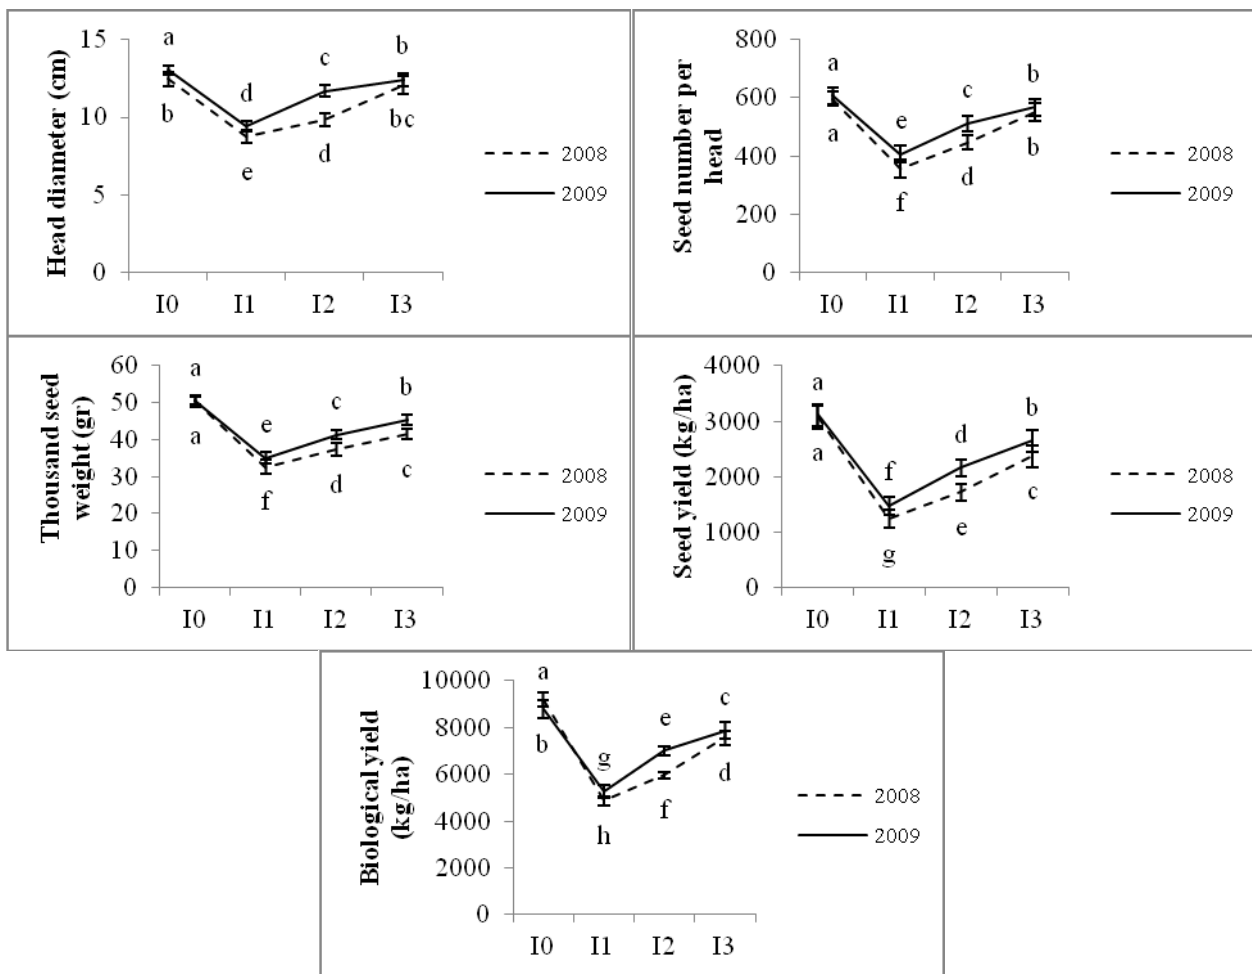 Head diameter (cm)
15
10
5
0
a
b
d
e
c
d
b
bc
I0 I1 I2 I3
2008
2009
Seed number per
head
800
600
400
200
0
a
a
e
f
c
d
b
b
I0 I1 I2 I3
2008
2009
Thousand seed
weight (gr)
60
50
40
30
20
10
0
a
a
e
f
c
d
b
c
I0 I1 I2 I3
2008
2009
Seed yield (kg/ha)
4000
3000
2000
1000
0
a
a
f
g
d
e
b
c
I0 I1 I2 I3
2008
2009
Biological yield
(kg/ha)
10000
8000
6000
4000
2000
0
a
b
g
h
e
f
c
d
I0 I1 I2 I3
2008
2009